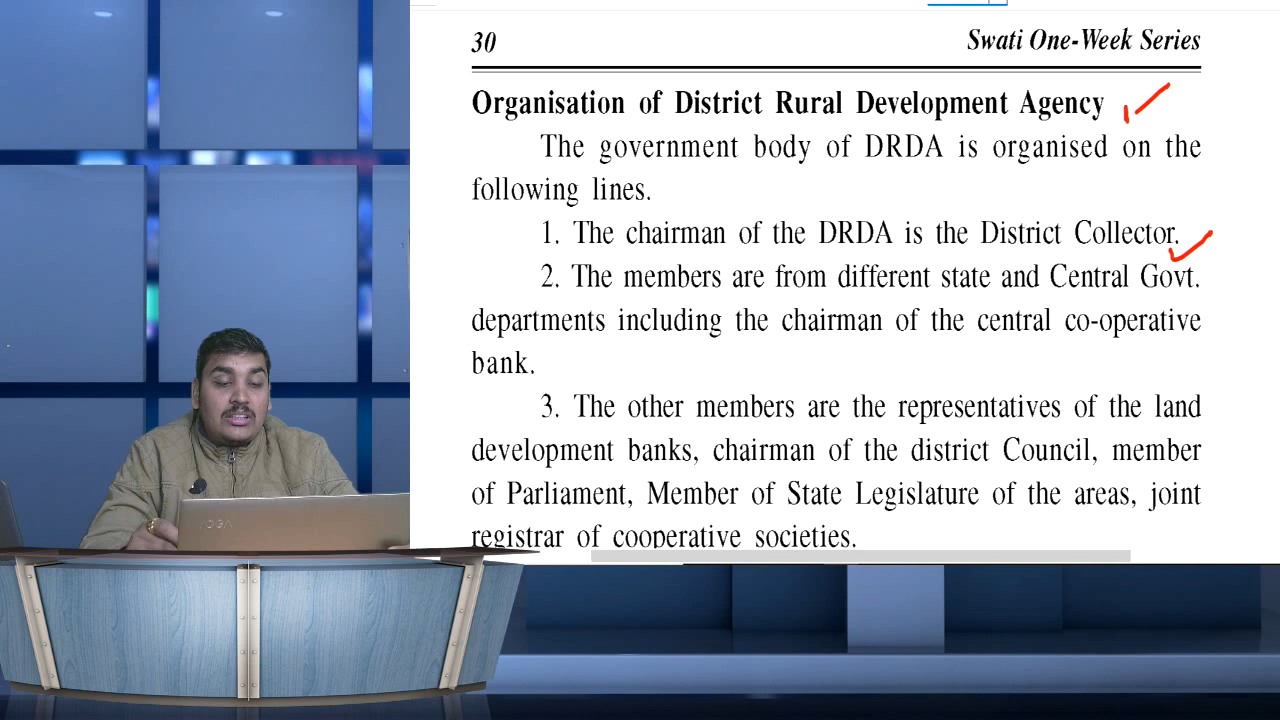 30 Swati One-Week Series
Organisation of District Rural Development Agency
The government body of DRDA is organised on the
following lines.
1. The chairman of the DRDA is the District Collector.
2. The members are from different state and Central Govt.
departments including the chairman of the central co-operative
bank.
3. The other members are the representatives of the land
development banks, chairman of the district Council, member
of Parliament, Member of State Legislature of the areas, joint
registrar of cooperative societies.
YOGA